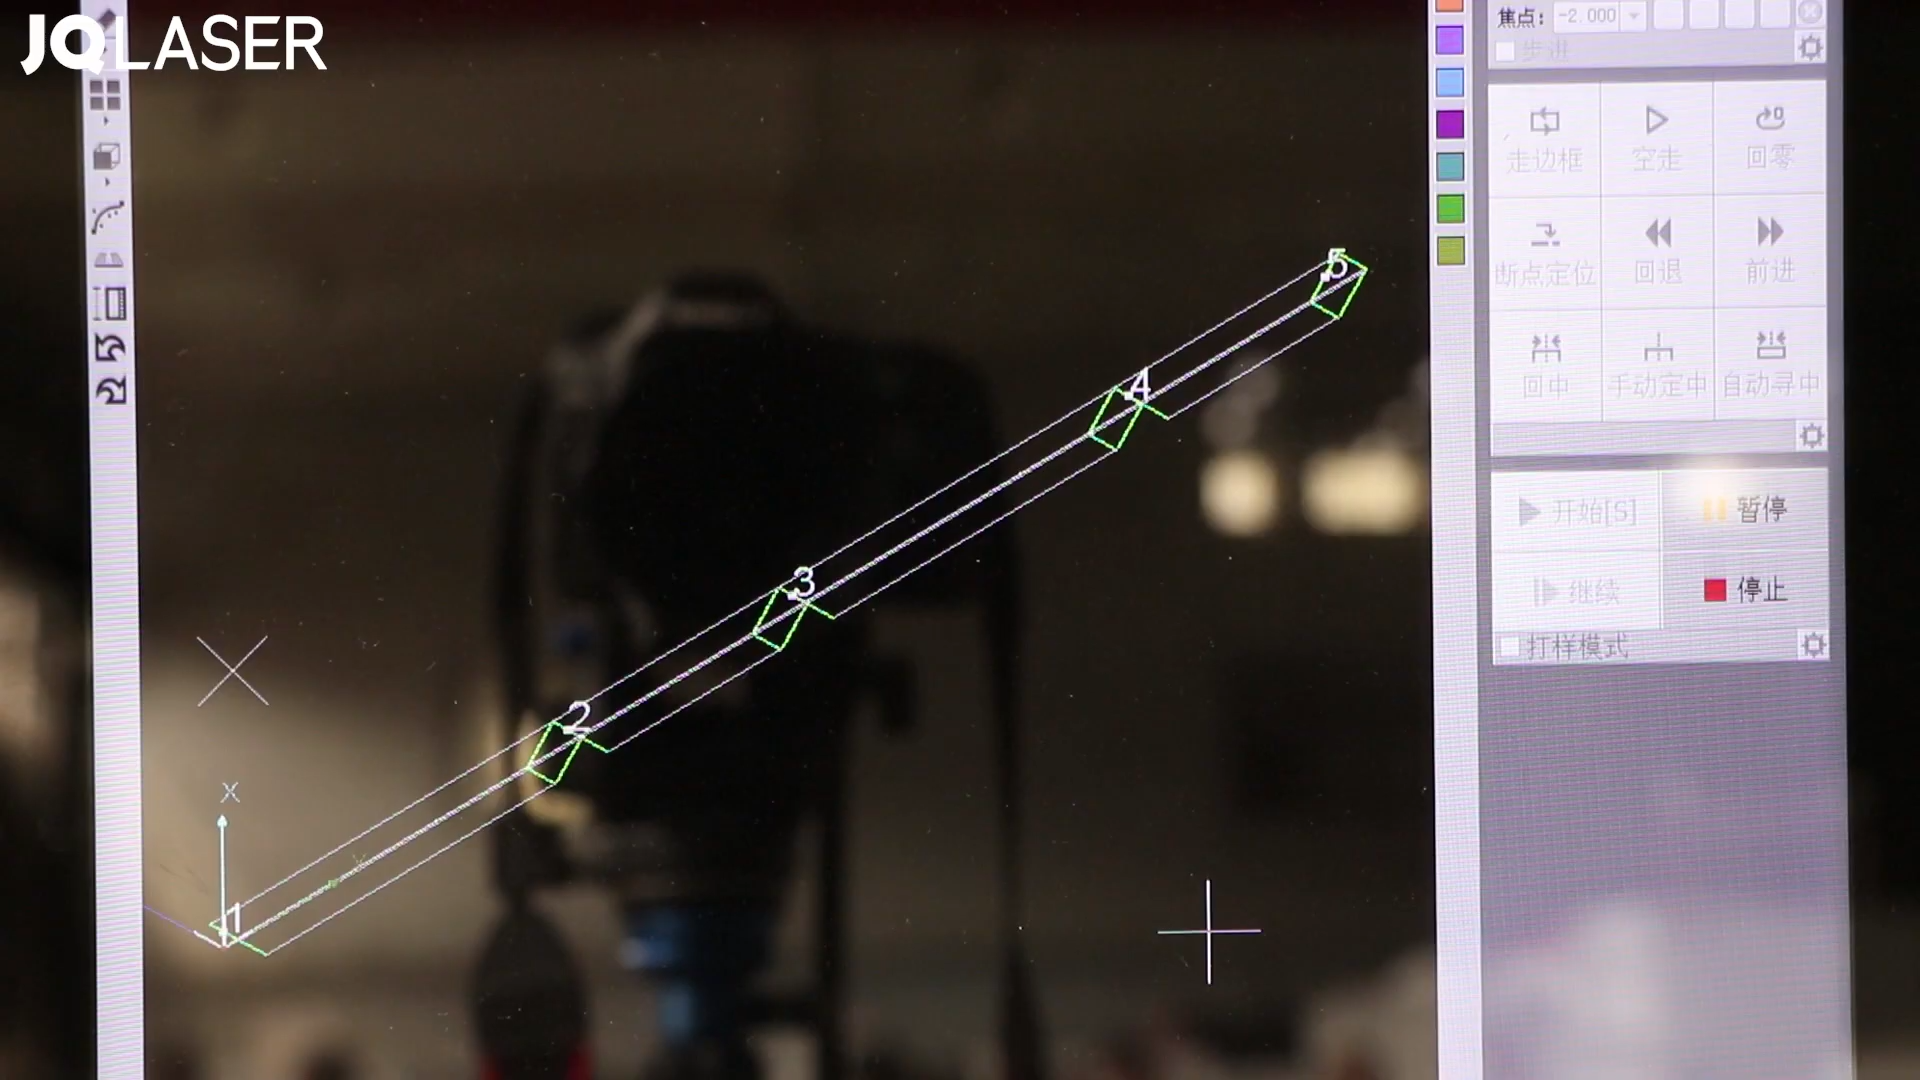 JQLASER
焦点: -2.000
步进
走边框 空走 回零
断点定位 回退 前进
回中 手动定中 自动寻中
开始[S] 暂停
继续 停止
打样模式
5
4
3
2
X
Y
1